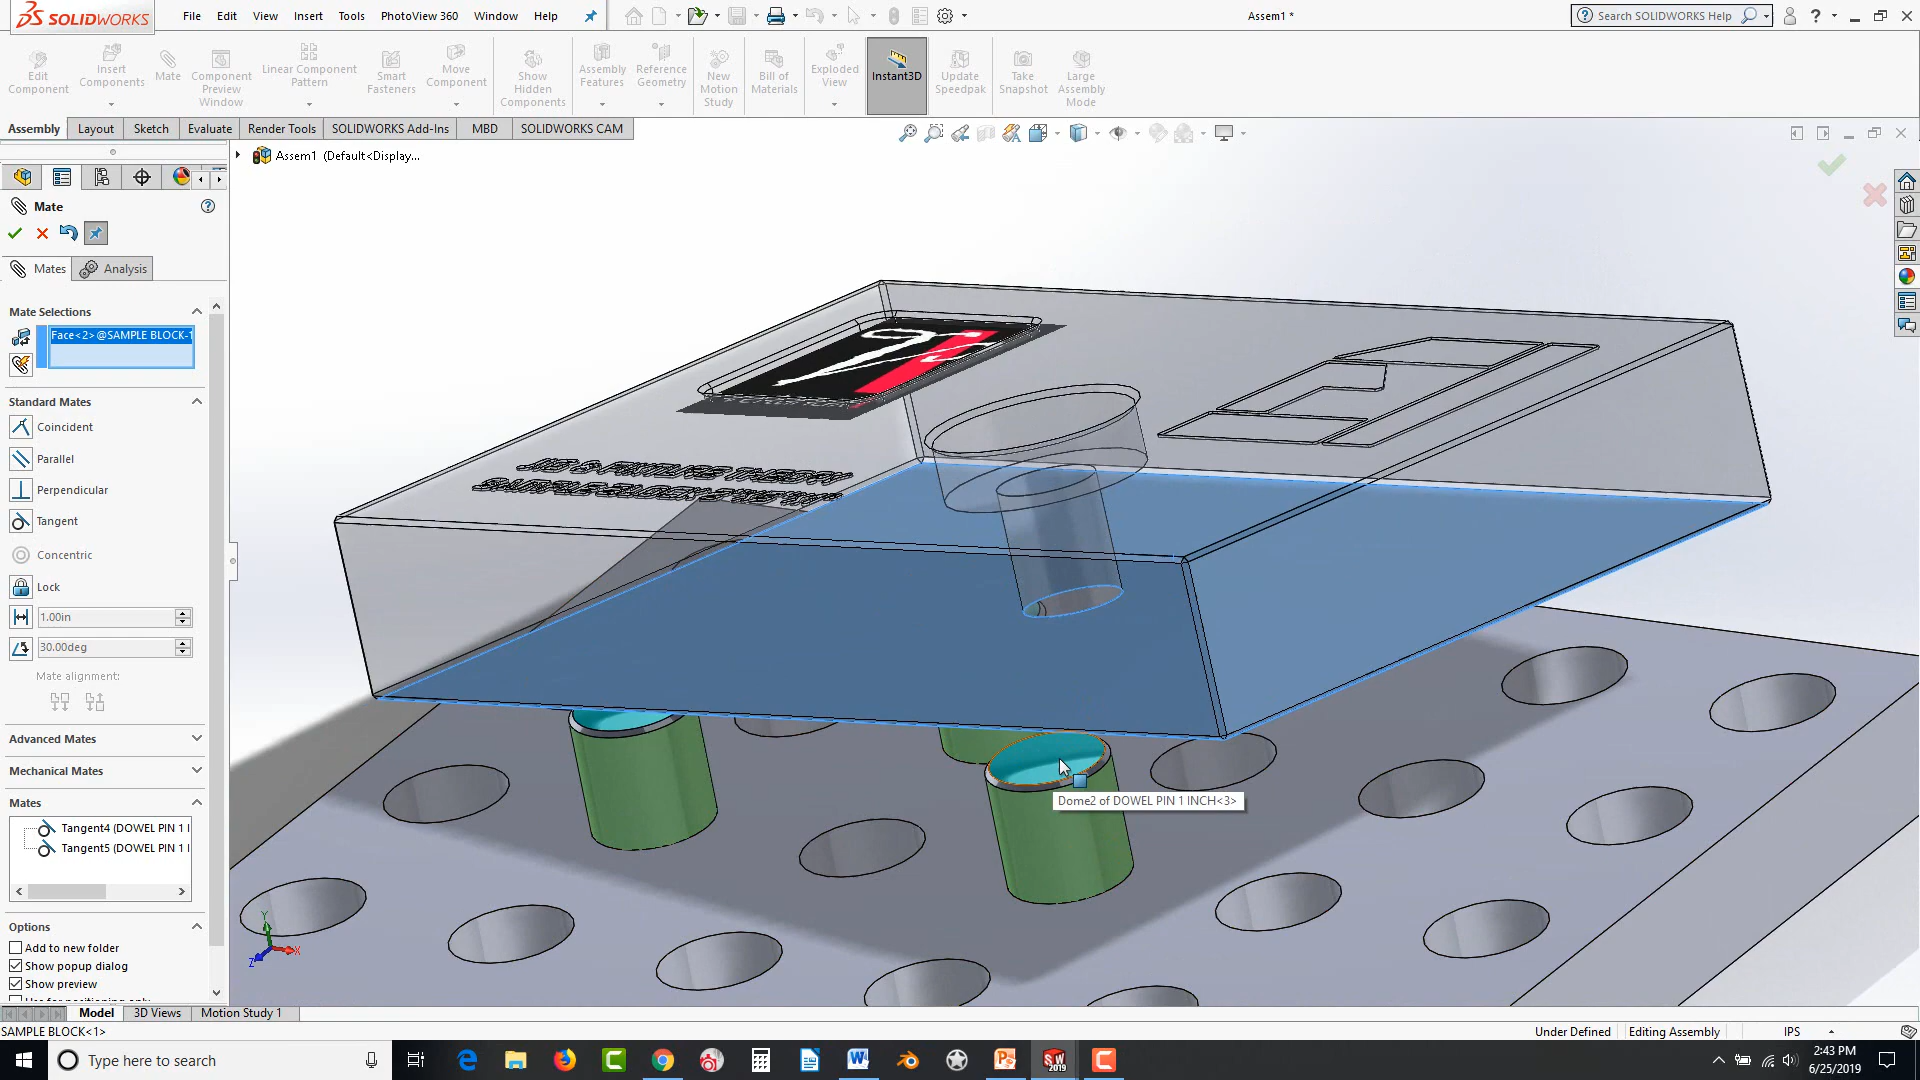 SOLIDWORKS
File Edit View Insert Tools PhotoView 360 Window Help
Assem1 *
Search SOLIDWORKS Help
Edit Component
Insert Components
Mate
Component Preview Window
Linear Component Pattern
Smart Fasteners
Move Component
Show Hidden Components
Assembly Features
Reference Geometry
New Motion Study
Bill of Materials
Exploded View
Instant3D
Update Speedpak
Take Snapshot
Large Assembly Mode
Assembly Layout Sketch Evaluate Render Tools SOLIDWORKS Add-Ins MBD SOLIDWORKS CAM
Assem1 (Default<Display...
Mate
Mates Analysis
Mate Selections
Face<2>@SAMPLE BLOCK-1
Standard Mates
Coincident
Parallel
Perpendicular
Tangent
Concentric
Lock
1.00in
30.00deg
Mate alignment:
Advanced Mates
Mechanical Mates
Mates
Tangent4 (DOWEL PIN 1 I
Tangent5 (DOWEL PIN 1 I
Options
Add to new folder
Show popup dialog
Show preview
Dome2 of DOWEL PIN 1 INCH<3>
Y
X
Z
Model 3D Views Motion Study 1
SAMPLE BLOCK<1>
Under Defined Editing Assembly IPS
Type here to search
SW 2019
2:43 PM
6/25/2019